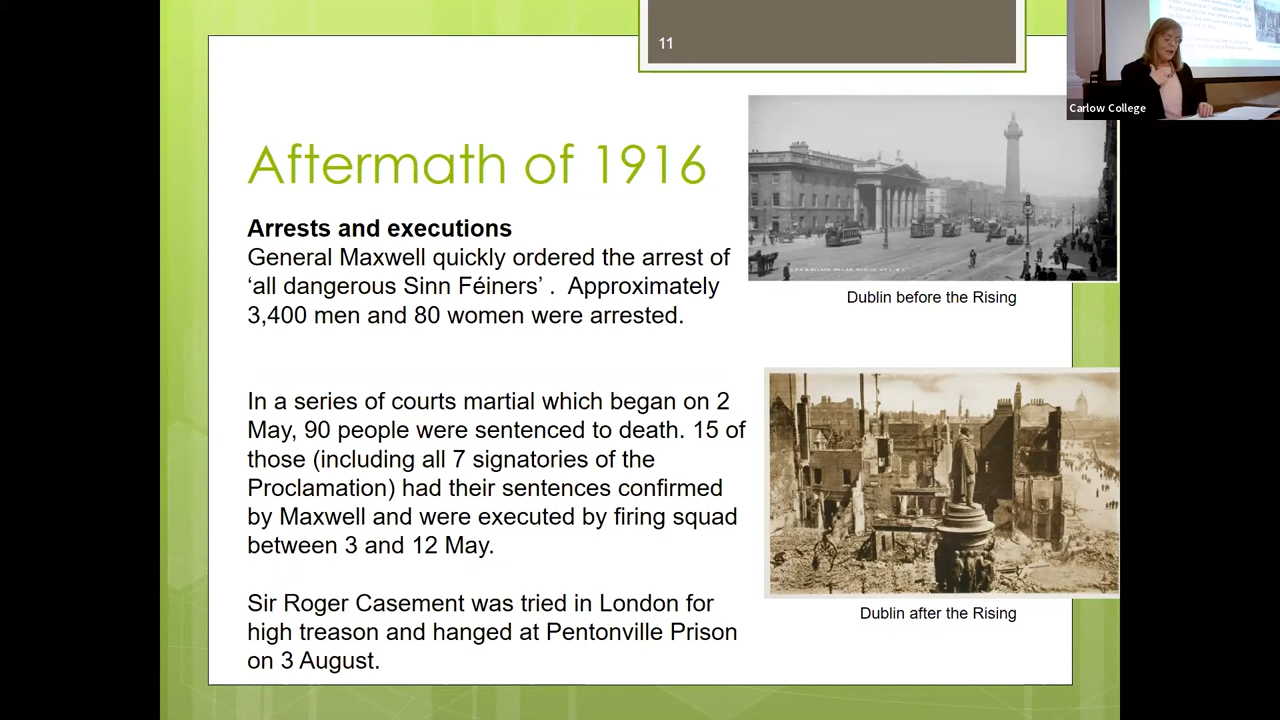 11
Carlow College
Aftermath of 1916
Arrests and executions
General Maxwell quickly ordered the arrest of
‘all dangerous Sinn Féiners’ .  Approximately
3,400 men and 80 women were arrested.
In a series of courts martial which began on 2
May, 90 people were sentenced to death. 15 of
those (including all 7 signatories of the
Proclamation) had their sentences confirmed
by Maxwell and were executed by firing squad
between 3 and 12 May.
Sir Roger Casement was tried in London for
high treason and hanged at Pentonville Prison
on 3 August.
Dublin before the Rising
Dublin after the Rising